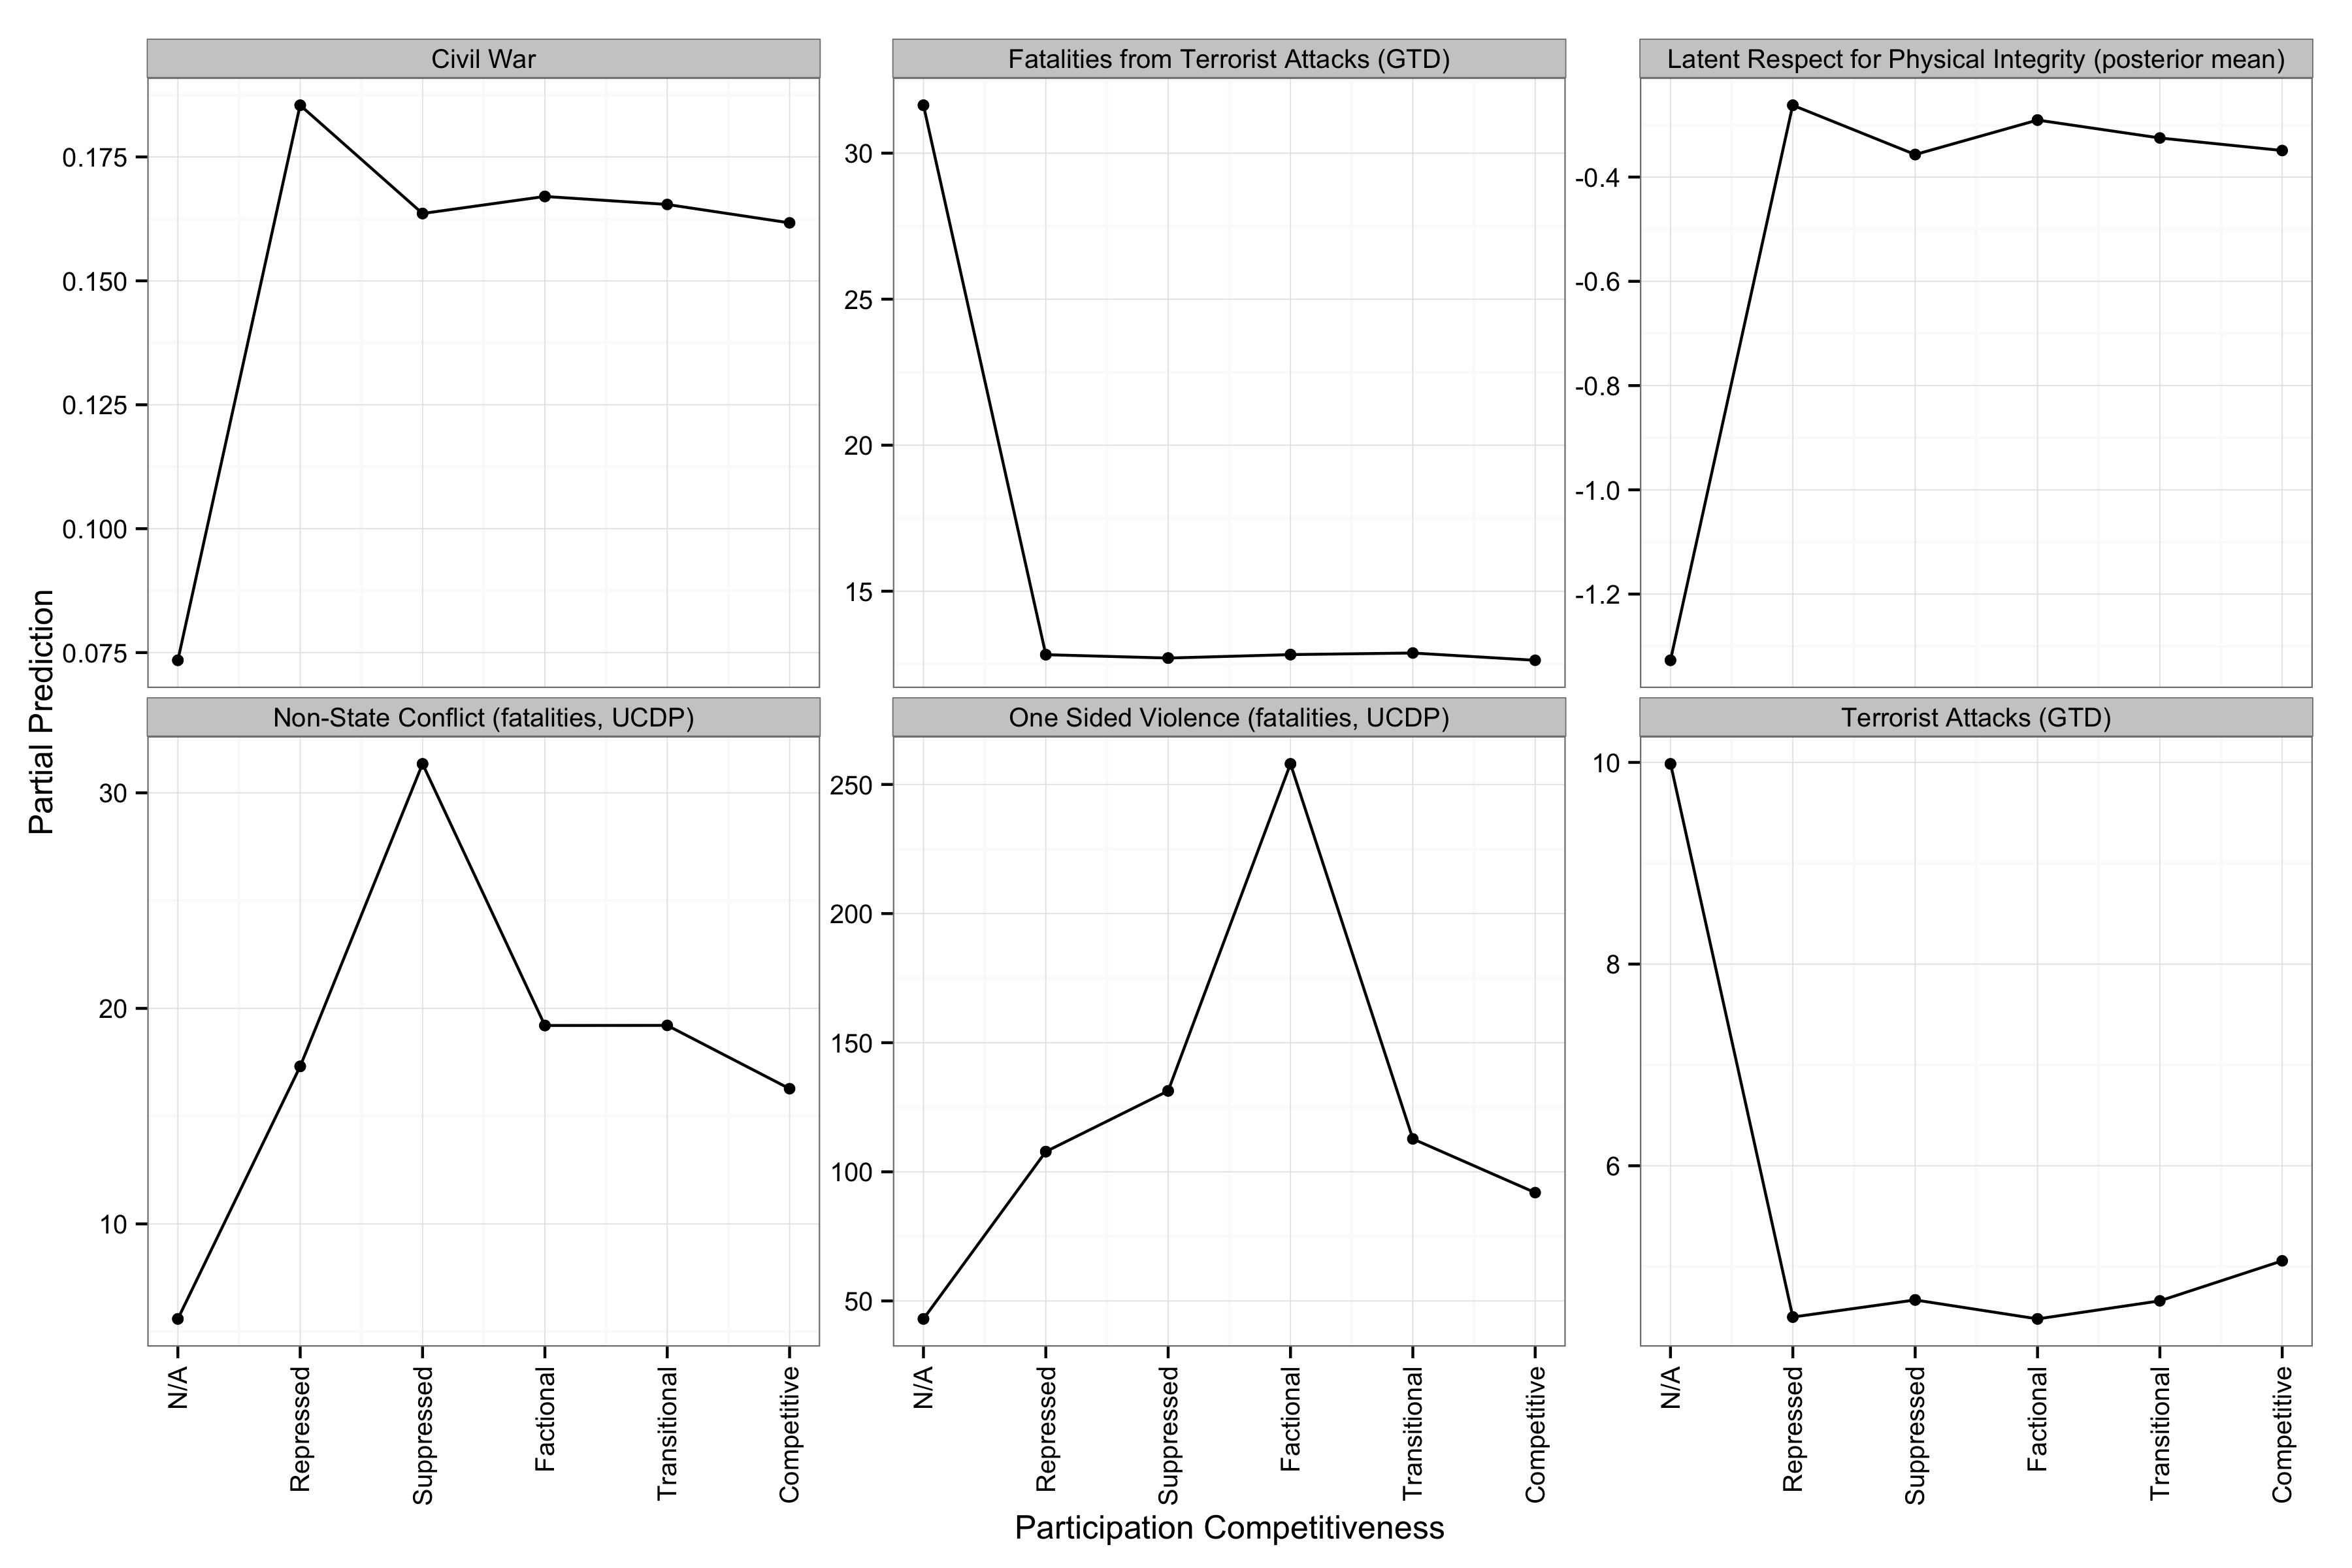 Civil War
Fatalities from Terrorist Attacks (GTD)
Latent Respect for Physical Integrity (posterior mean)
0.175
0.150
0.125
0.100
0.075
30
25
20
15
-0.4
-0.6
-0.8
-1.0
-1.2
Partial Prediction
Non-State Conflict (fatalities, UCDP)
One Sided Violence (fatalities, UCDP)
Terrorist Attacks (GTD)
30
20
10
250
200
150
100
50
10
8
6
N/A
Repressed
Suppressed
Factional
Transitional
Competitive
N/A
Repressed
Suppressed
Factional
Transitional
Competitive
N/A
Repressed
Suppressed
Factional
Transitional
Competitive
Participation Competitiveness